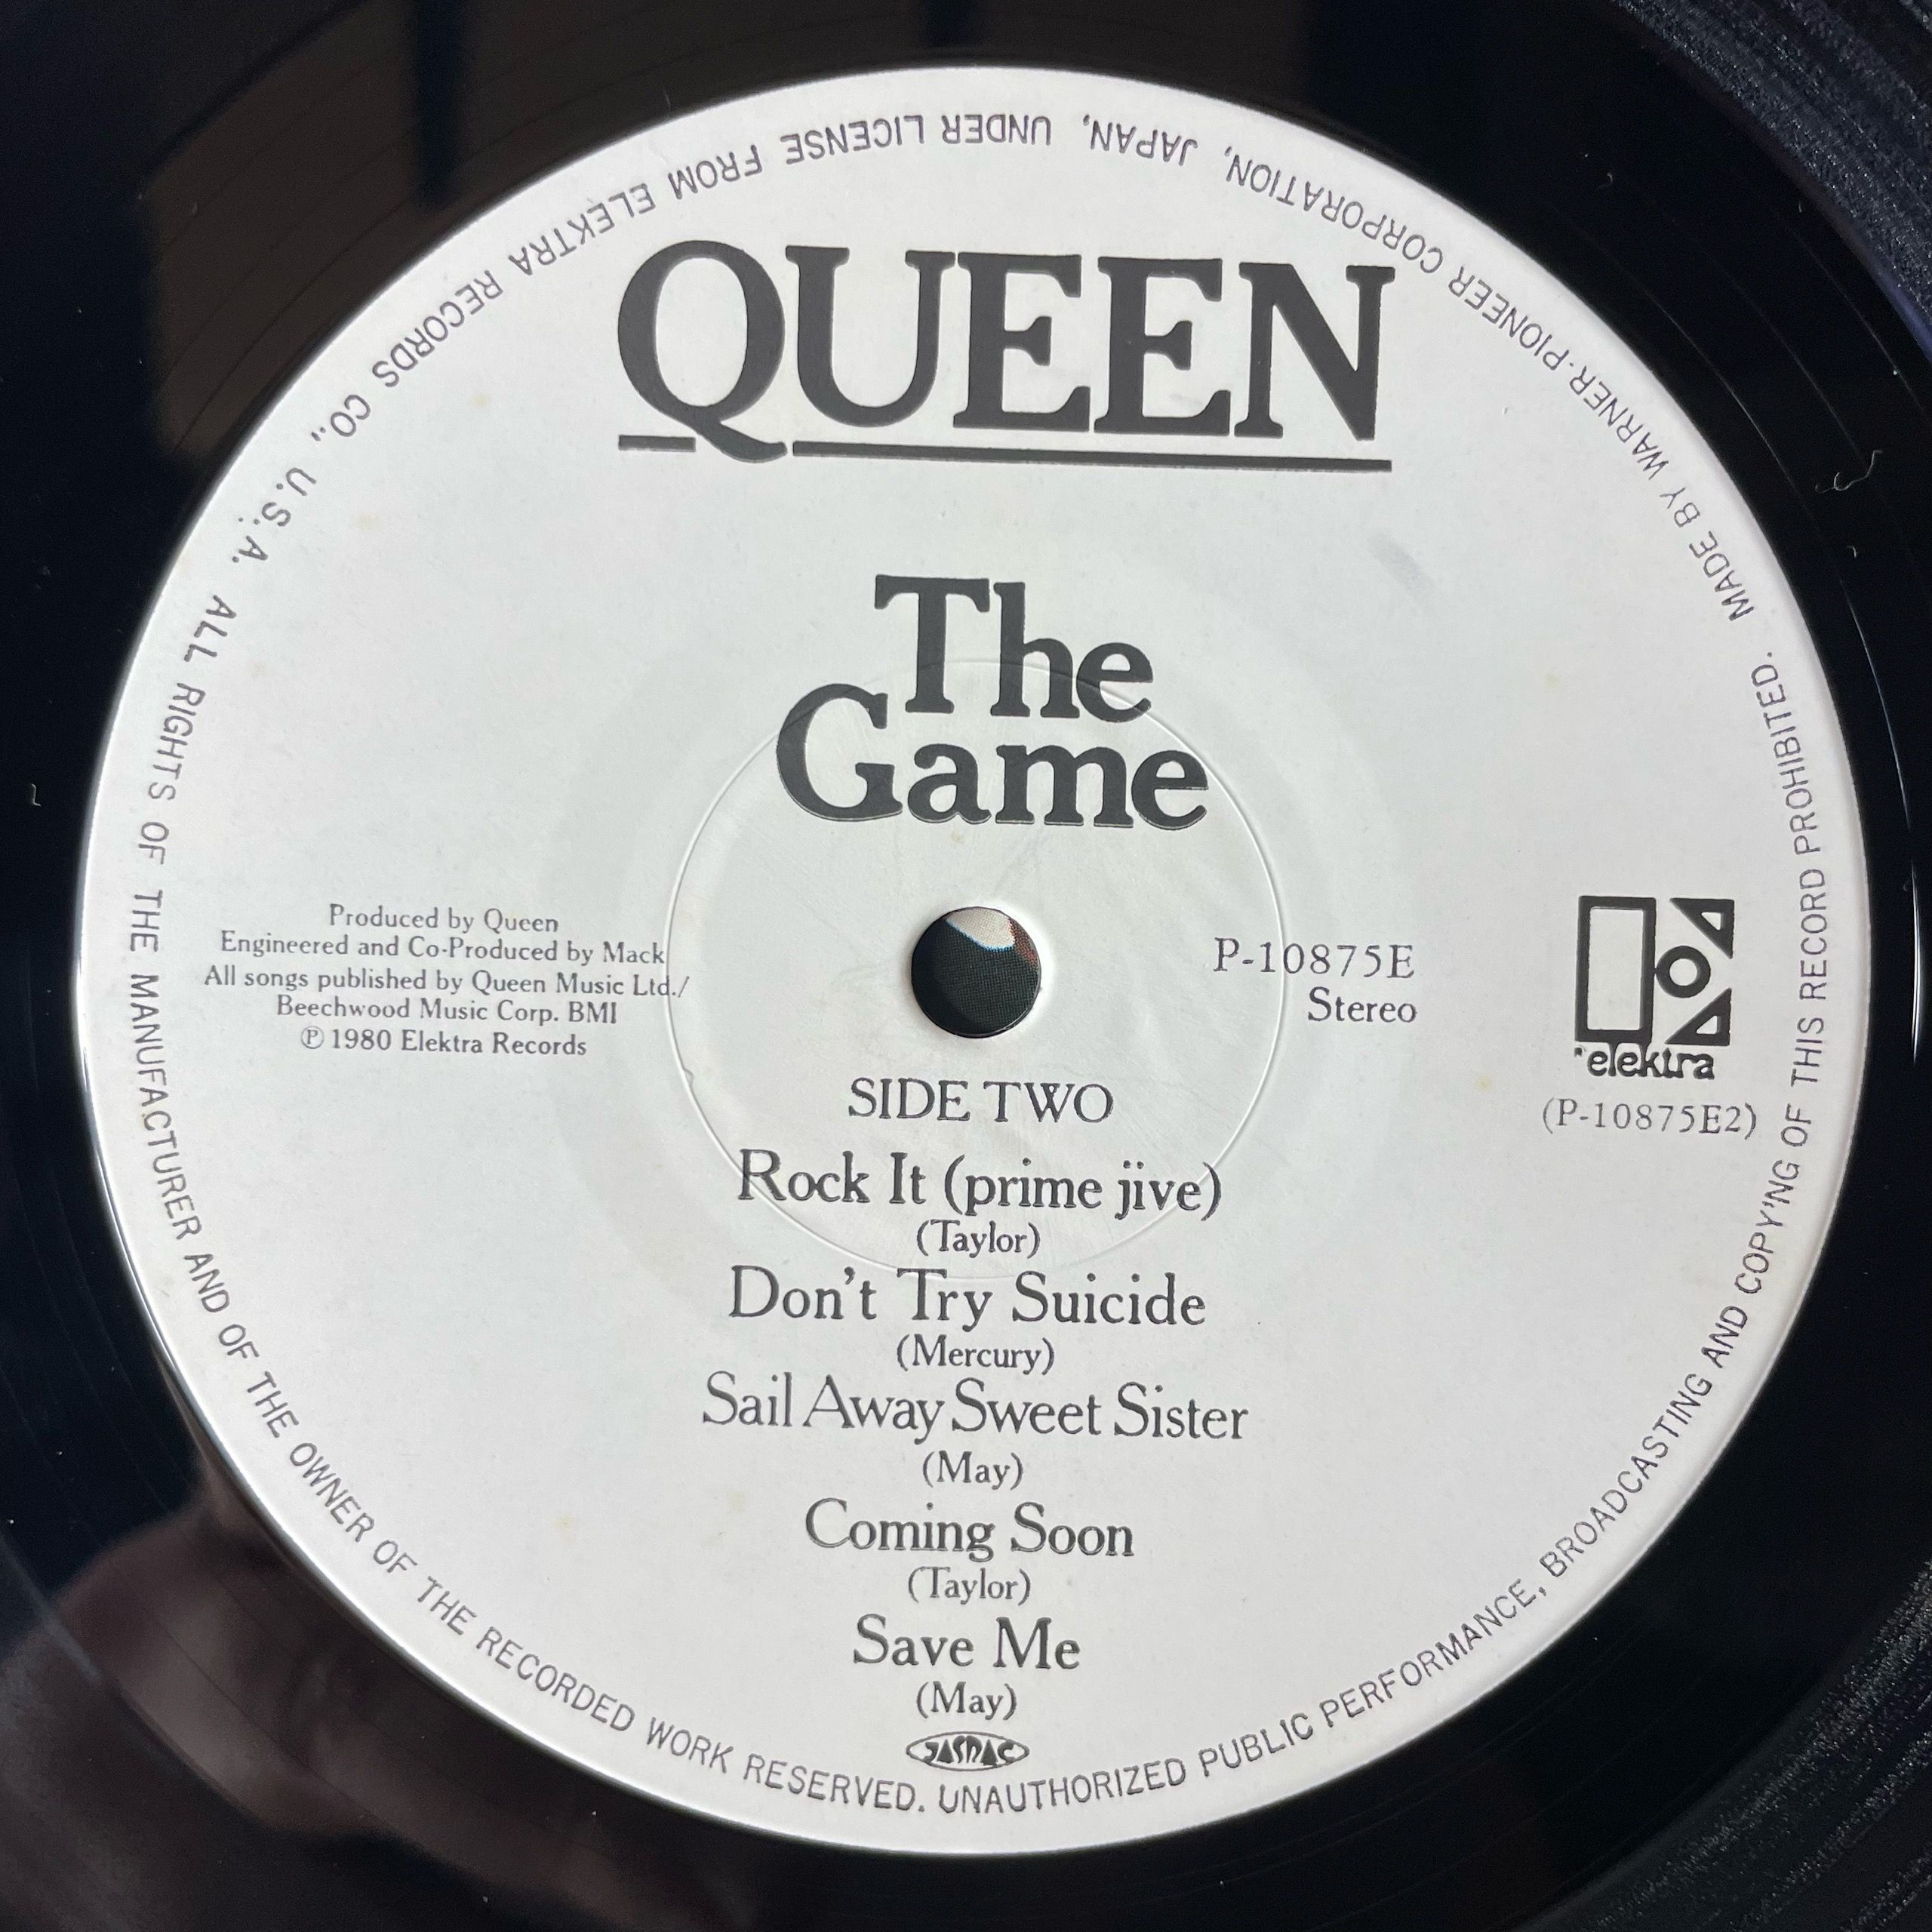 QUEEN
The
Game
Produced by Queen
Engineered and Co-Produced by Mack
All songs published by Queen Music Ltd./
Beechwood Music Corp. BMI
℗ 1980 Elektra Records
P-10875E
Stereo
elektra
(P-10875E2)
SIDE TWO
Rock It (prime jive)
(Taylor)
Don't Try Suicide
(Mercury)
Sail Away Sweet Sister
(May)
Coming Soon
(Taylor)
Save Me
(May)
JASRAC
MADE BY WARNER-PIONEER CORPORATION, JAPAN, UNDER LICENSE FROM ELEKTRA RECORDS CO., U.S.A. ALL RIGHTS OF THE MANUFACTURER AND OF THE OWNER OF THE RECORDED WORK RESERVED. UNAUTHORIZED PUBLIC PERFORMANCE, BROADCASTING AND COPY'NG OF THIS RECORD PROHIBITED.